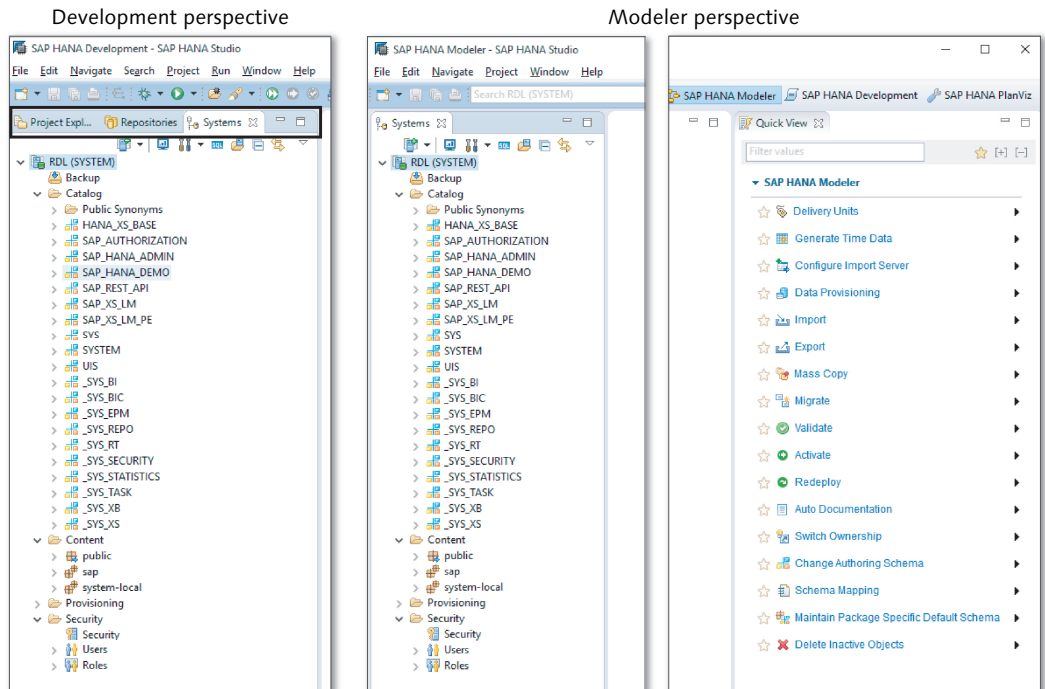 Development perspective
Modeler perspective
SAP HANA Development - SAP HANA Studio
File Edit Navigate Search Project Run Window Help
Project Expl... Repositories Systems
RDL (SYSTEM)
Backup
Catalog
Public Synonyms
HANA_XS_BASE
SAP_AUTHORIZATION
SAP_HANA_ADMIN
SAP_HANA_DEMO
SAP_REST_API
SAP_XS_LM
SAP_XS_LM_PE
SYS
SYSTEM
UIS
_SYS_BI
_SYS_BIC
_SYS_EPM
_SYS_REPO
_SYS_RT
_SYS_SECURITY
_SYS_STATISTICS
_SYS_TASK
_SYS_XB
_SYS_XS
Content
public
sap
system-local
Provisioning
Security
Security
Users
Roles
SAP HANA Modeler - SAP HANA Studio
File Edit Navigate Project Window Help
Search RDL (SYSTEM)
Systems
RDL (SYSTEM)
Backup
Catalog
Public Synonyms
HANA_XS_BASE
SAP_AUTHORIZATION
SAP_HANA_ADMIN
SAP_HANA_DEMO
SAP_REST_API
SAP_XS_LM
SAP_XS_LM_PE
SYS
SYSTEM
UIS
_SYS_BI
_SYS_BIC
_SYS_EPM
_SYS_REPO
_SYS_RT
_SYS_SECURITY
_SYS_STATISTICS
_SYS_TASK
_SYS_XB
_SYS_XS
Content
public
sap
system-local
Provisioning
Security
Security
Users
Roles
SAP HANA Modeler SAP HANA Development SAP HANA PlanViz
Quick View
Filter values
SAP HANA Modeler
Delivery Units
Generate Time Data
Configure Import Server
Data Provisioning
Import
Export
Mass Copy
Migrate
Validate
Activate
Redeploy
Auto Documentation
Switch Ownership
Change Authoring Schema
Schema Mapping
Maintain Package Specific Default Schema
Delete Inactive Objects